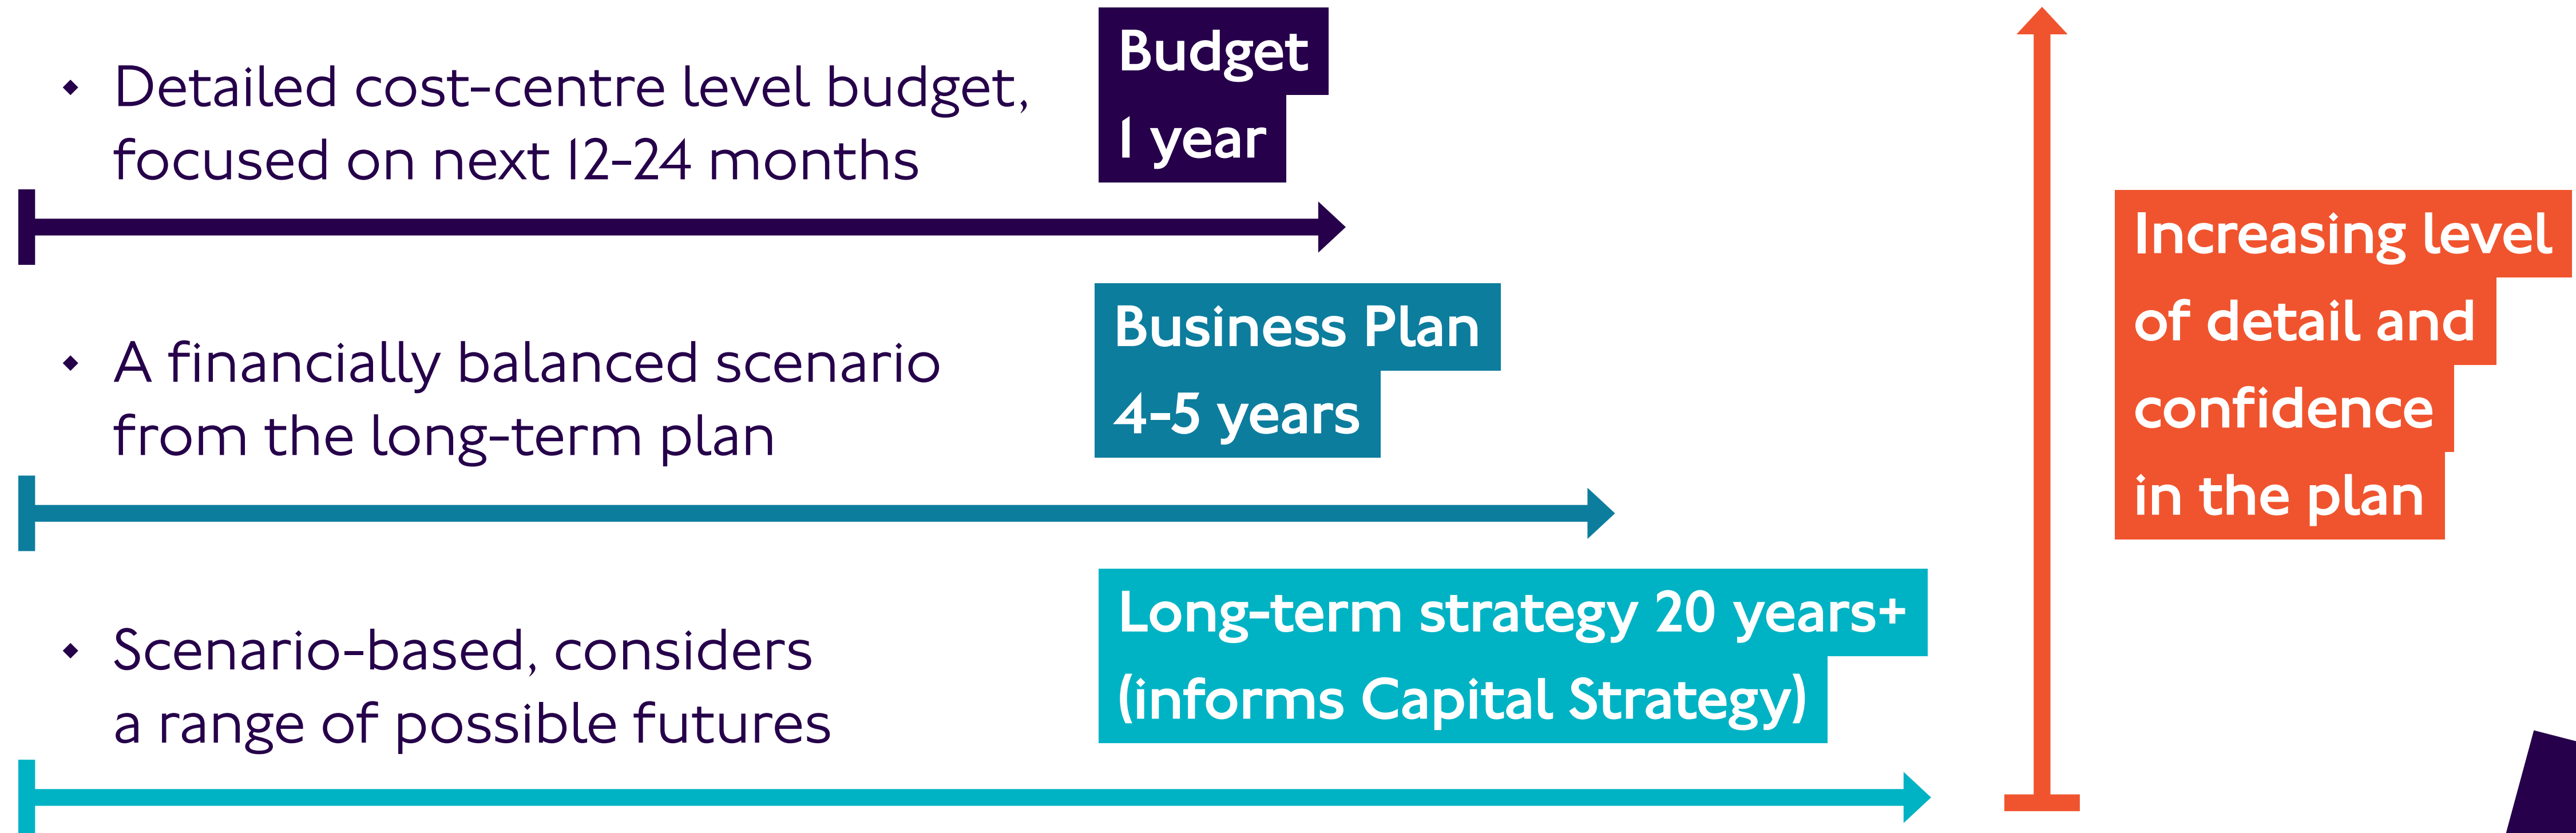 • Detailed cost-centre level budget,
focused on next 12-24 months
Budget
1 year
• A financially balanced scenario
from the long-term plan
Business Plan
4-5 years
• Scenario-based, considers
a range of possible futures
Long-term strategy 20 years+
(informs Capital Strategy)
Increasing level
of detail and
confidence
in the plan